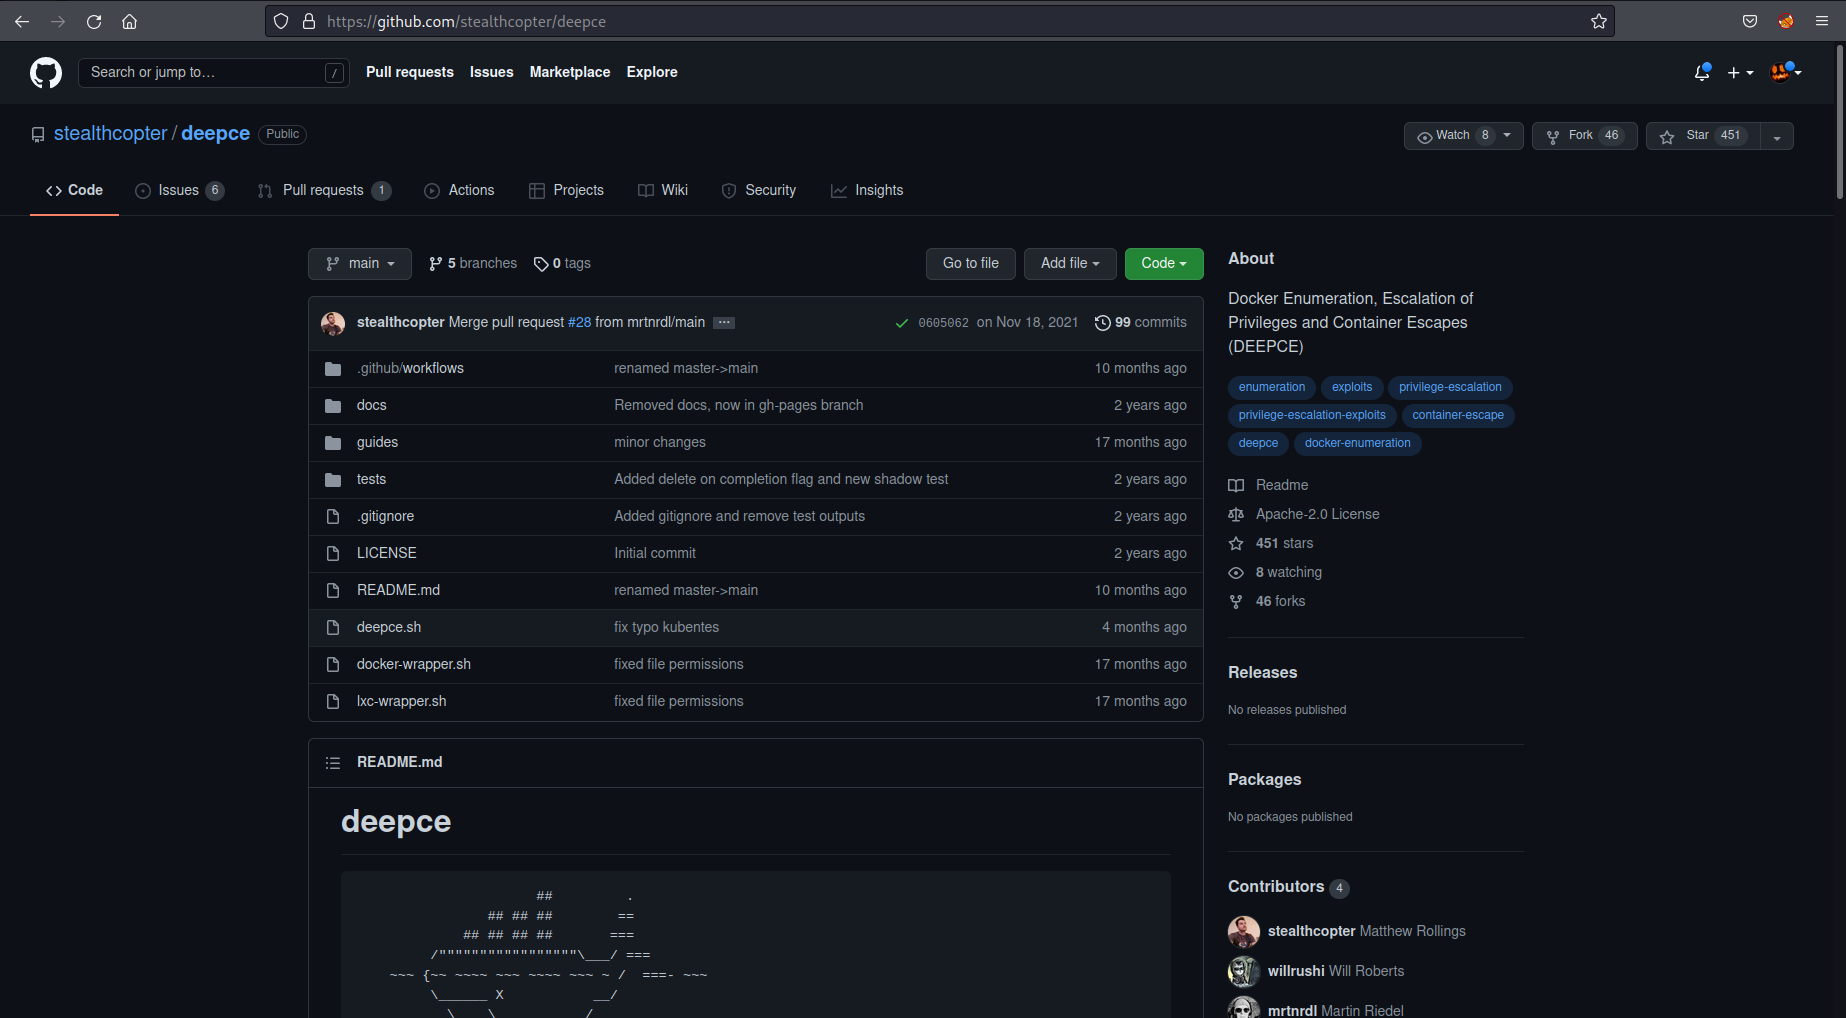 https://github.com/stealthcopter/deepce
Search or jump to… /
Pull requests Issues Marketplace Explore
stealthcopter / deepce Public
Watch 8 Fork 46 Star 451
Code Issues 6 Pull requests 1 Actions Projects Wiki Security Insights
main 5 branches 0 tags Go to file Add file Code
stealthcopter Merge pull request #28 from mrtnrdl/main ... 0605062 on Nov 18, 2021 99 commits
.github/workflows renamed master->main 10 months ago
docs Removed docs, now in gh-pages branch 2 years ago
guides minor changes 17 months ago
tests Added delete on completion flag and new shadow test 2 years ago
.gitignore Added gitignore and remove test outputs 2 years ago
LICENSE Initial commit 2 years ago
README.md renamed master->main 10 months ago
deepce.sh fix typo kubentes 4 months ago
docker-wrapper.sh fixed file permissions 17 months ago
lxc-wrapper.sh fixed file permissions 17 months ago
README.md
deepce
                        ##         .
                  ## ## ##        ==
               ## ## ## ##       ===
           /"""""""""""""""""\___/ ===
      ~~~ {~~ ~~~~ ~~~ ~~~~ ~~~ ~ /  ===- ~~~
           \______ X           __/
             \    \         __/
About
Docker Enumeration, Escalation of
Privileges and Container Escapes
(DEEPCE)
enumeration exploits privilege-escalation
privilege-escalation-exploits container-escape
deepce docker-enumeration
Readme
Apache-2.0 License
451 stars
8 watching
46 forks
Releases
No releases published
Packages
No packages published
Contributors 4
stealthcopter Matthew Rollings
willrushi Will Roberts
mrtnrdl Martin Riedel